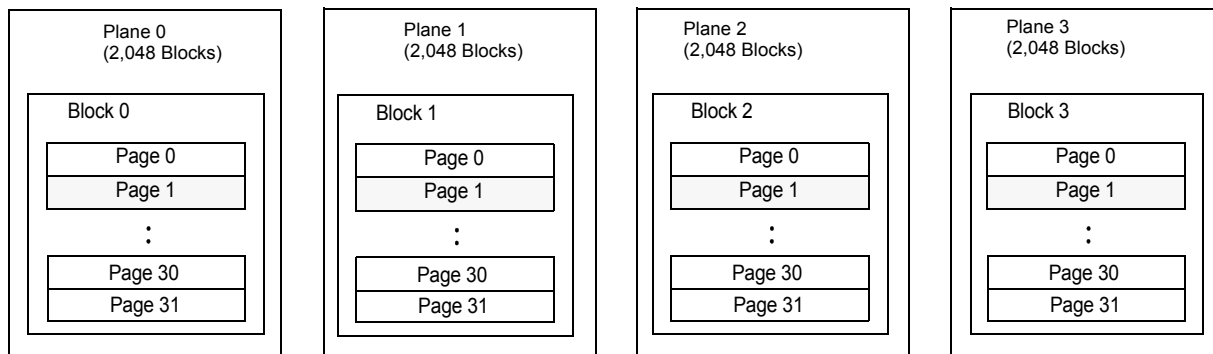 Plane 0
(2,048 Blocks)
Block 0
Page 0
Page 1
:
Page 30
Page 31
Plane 1
(2,048 Blocks)
Block 1
Page 0
Page 1
:
Page 30
Page 31
Plane 2
(2,048 Blocks)
Block 2
Page 0
Page 1
:
Page 30
Page 31
Plane 3
(2,048 Blocks)
Block 3
Page 0
Page 1
:
Page 30
Page 31